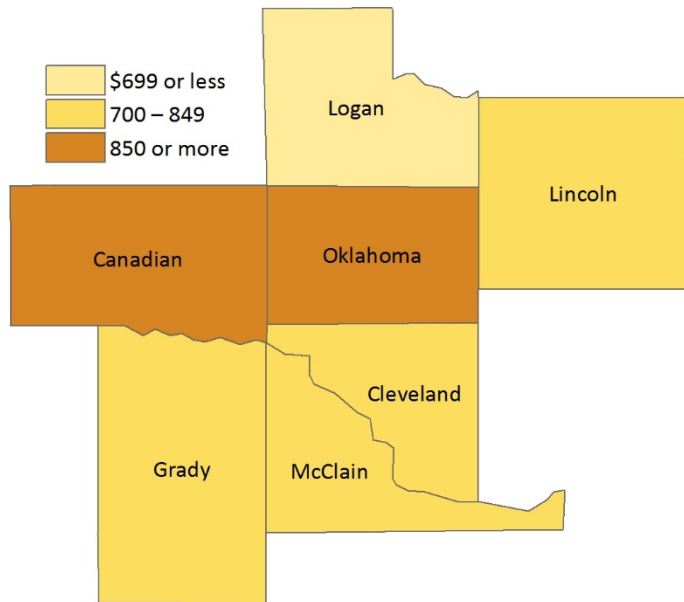 $699 or less
700 – 849
850 or more
Logan
Lincoln
Canadian
Oklahoma
Cleveland
Grady
McClain